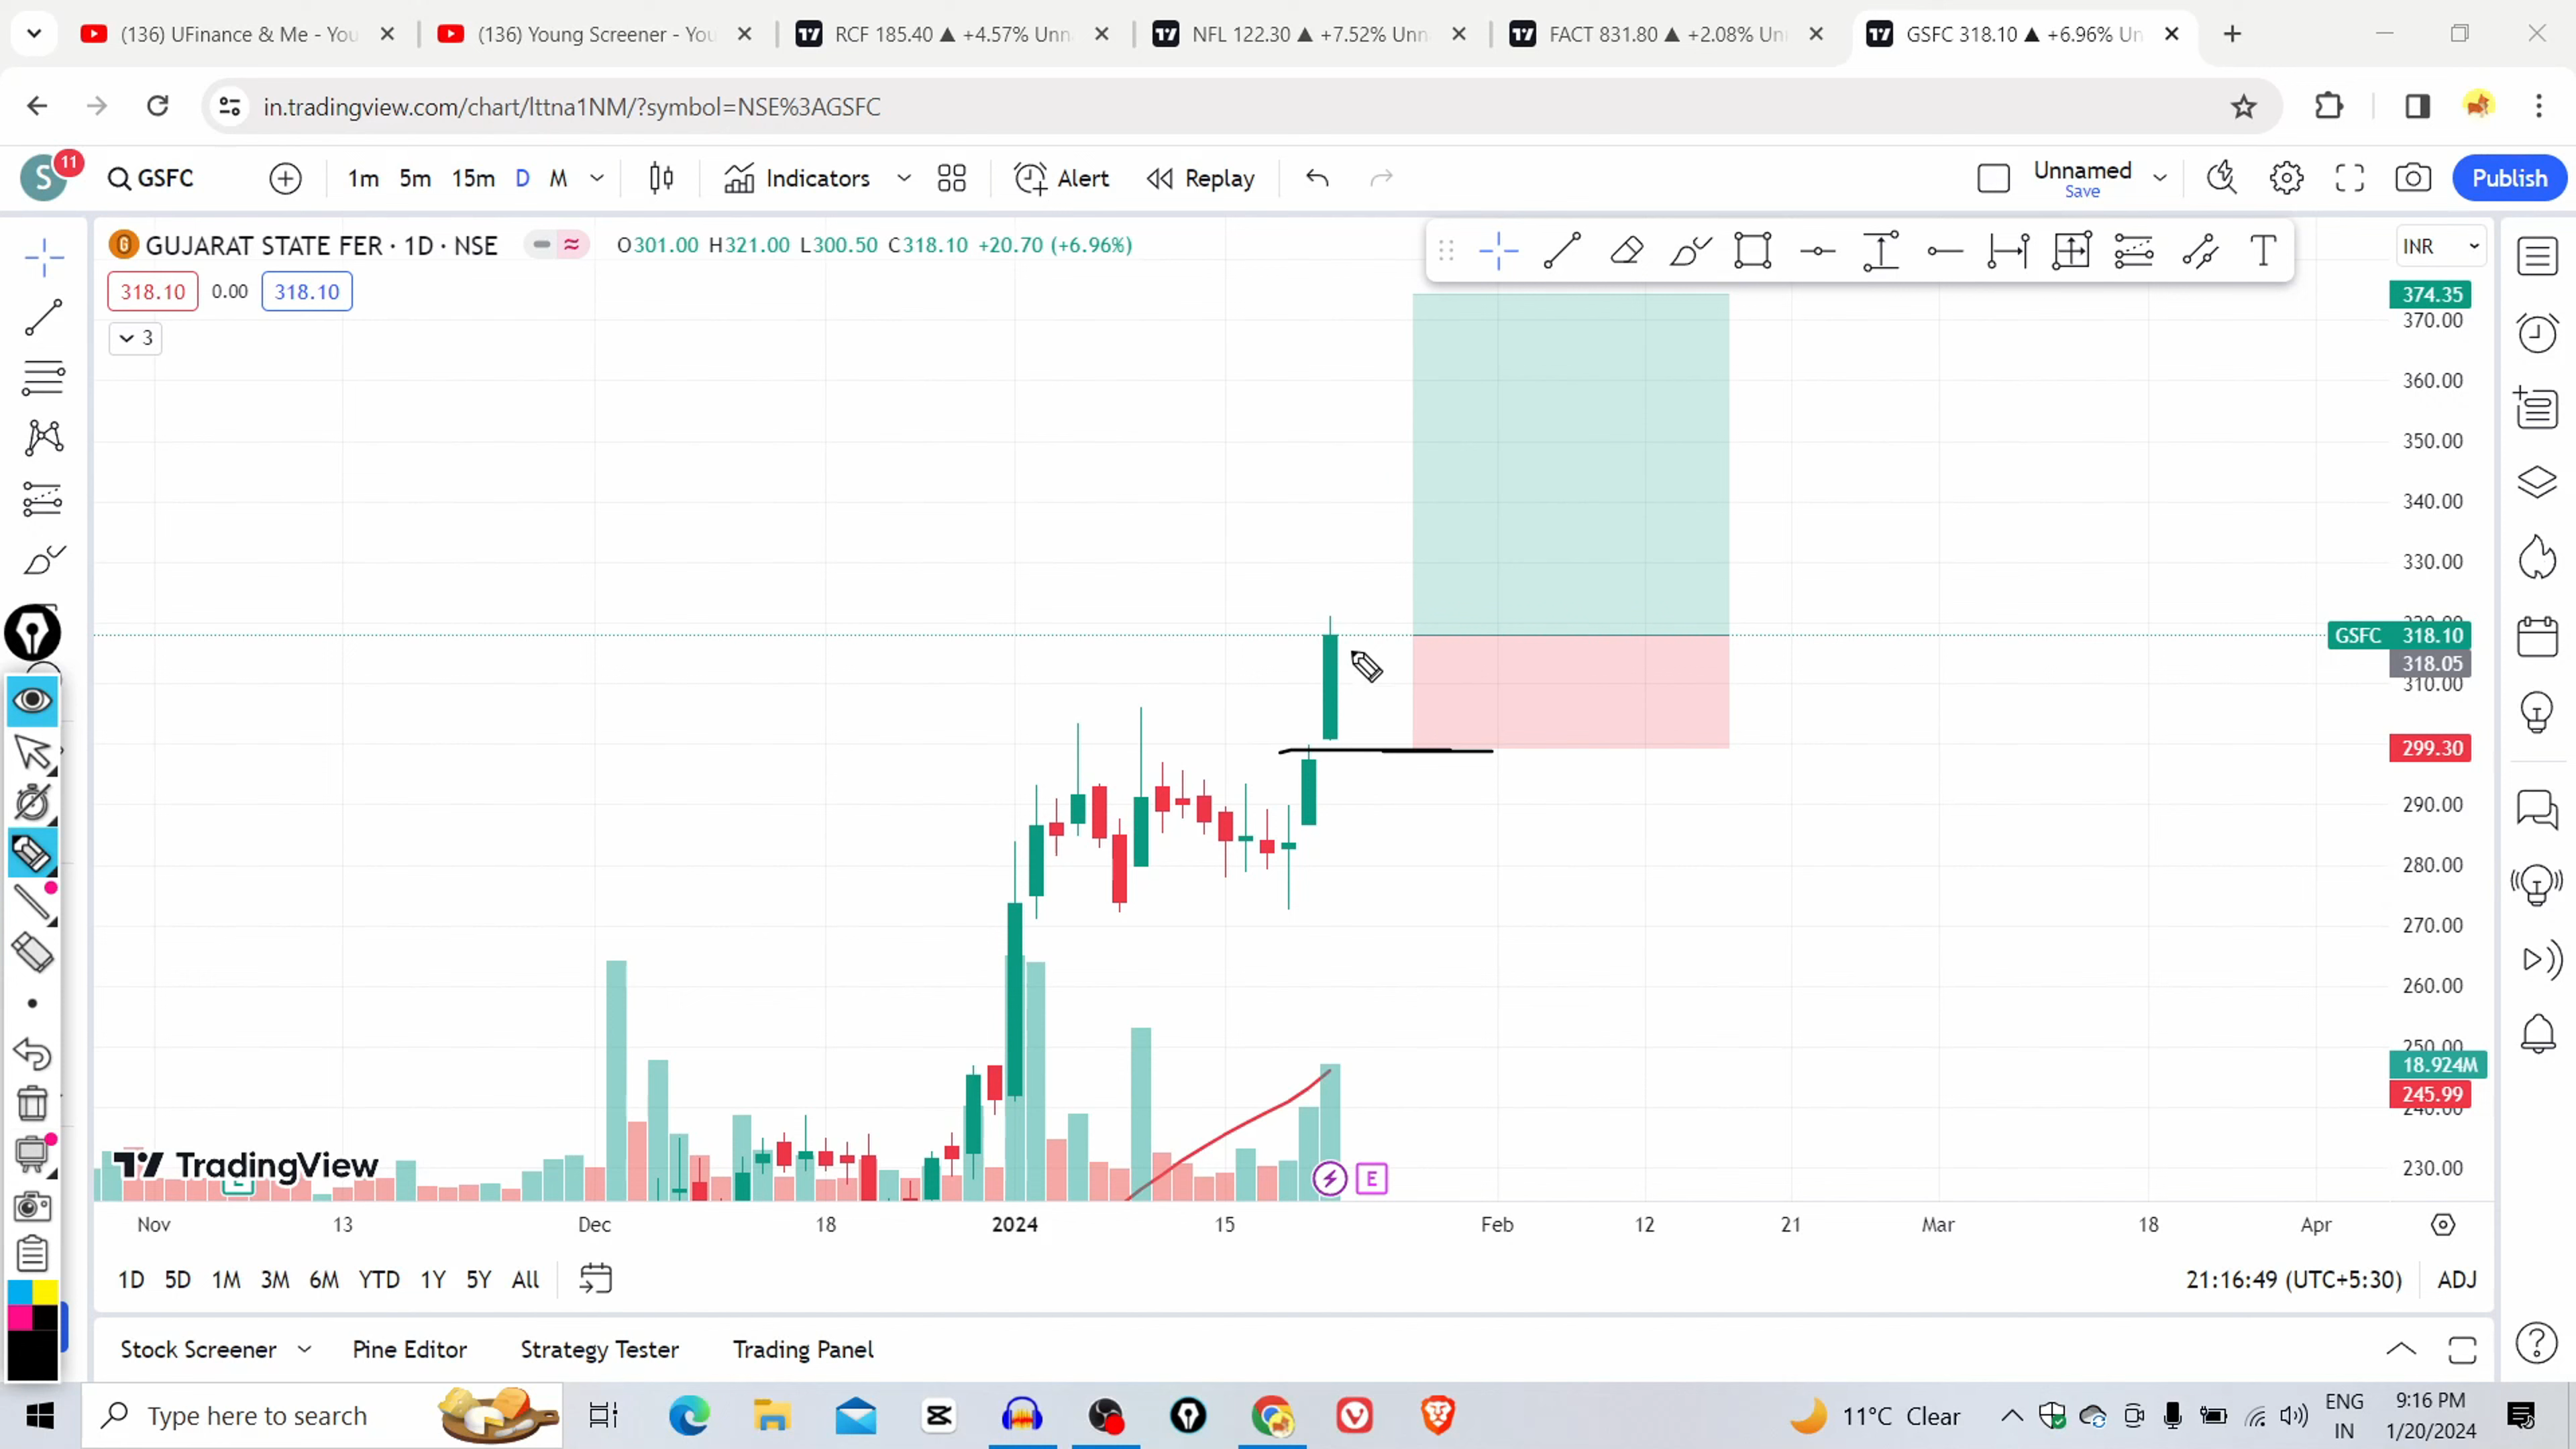 (136) UFinance & Me - You
(136) Young Screener - You
RCF 185.40 ▲ +4.57% Unn
NFL 122.30 ▲ +7.52% Unn
FACT 831.80 ▲ +2.08% Un
GSFC 318.10 ▲ +6.96% Un
in.tradingview.com/chart/lttna1NM/?symbol=NSE%3AGSFC
S 11 GSFC 1m 5m 15m D M Indicators Alert Replay Unnamed Save Publish
GUJARAT STATE FER · 1D · NSE O301.00 H321.00 L300.50 C318.10 +20.70 (+6.96%) INR
318.10 0.00 318.10
3
374.35
370.00
360.00
350.00
340.00
330.00
GSFC 318.10
318.05
310.00
299.30
290.00
280.00
270.00
260.00
250.00
18.924M
245.99
240.00
230.00
TradingView
E
Nov 13 Dec 18 2024 15 Feb 12 21 Mar 18 Apr
1D 5D 1M 3M 6M YTD 1Y 5Y All 21:16:49 (UTC+5:30) ADJ
Stock Screener Pine Editor Strategy Tester Trading Panel
Type here to search 11°C Clear
ENG
IN
9:16 PM
1/20/2024